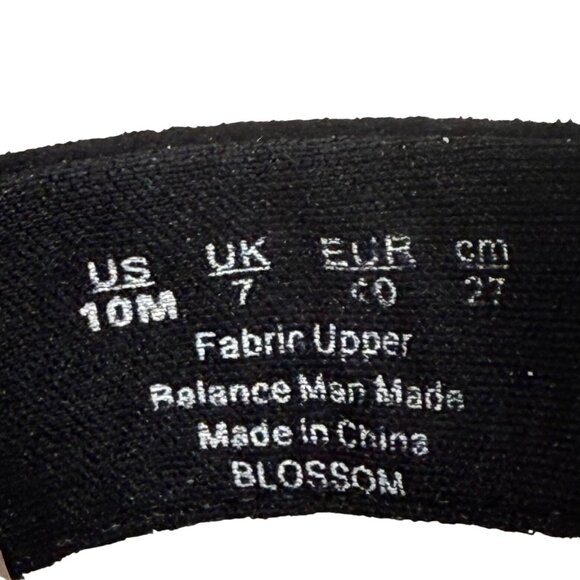 US UK EUR cm
10M 7 40 27
Fabric Upper
Balance Man Made
Made in China
BLOSSOM